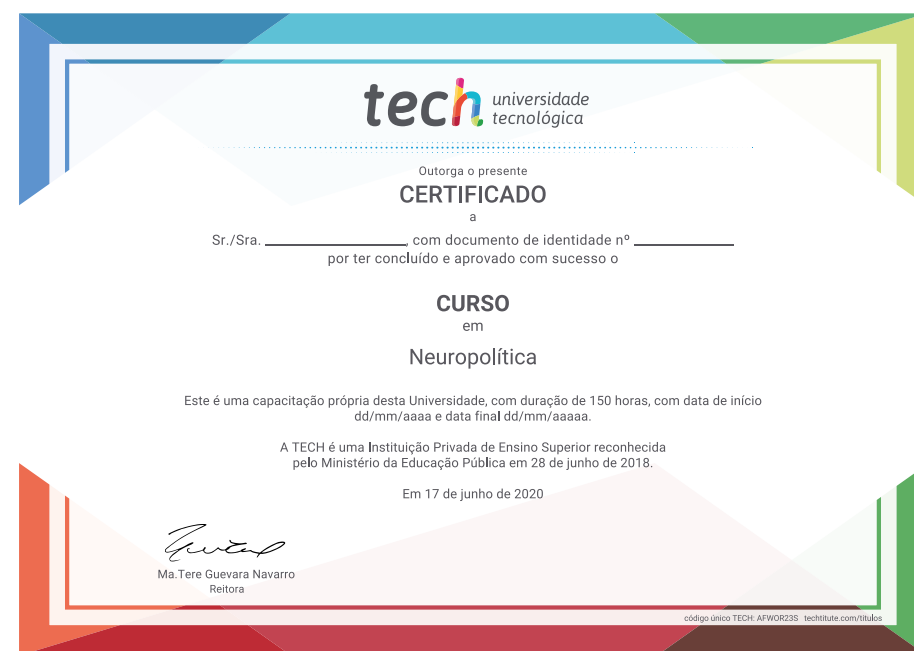 tech universidade
tecnológica
Outorga o presente
CERTIFICADO
a
Sr./Sra. ____________________, com documento de identidade nº ______________
por ter concluído e aprovado com sucesso o
CURSO
em
Neuropolítica
Este é uma capacitação própria desta Universidade, com duração de 150 horas, com data de início
dd/mm/aaaa e data final dd/mm/aaaaa.
A TECH é uma Instituição Privada de Ensino Superior reconhecida
pelo Ministério da Educação Pública em 28 de junho de 2018.
Em 17 de junho de 2020
Ma.Tere Guevara Navarro
Reitora
código único TECH: AFWOR23S techtitute.com/titulos